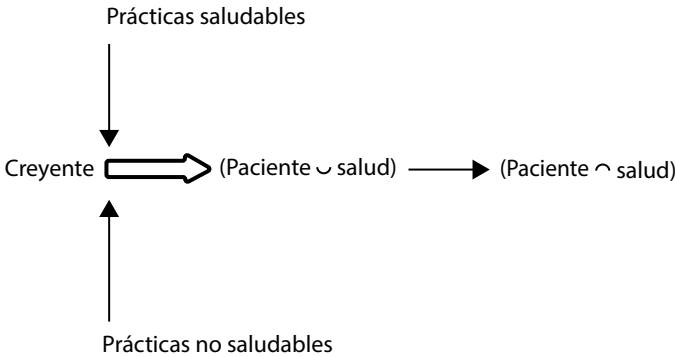 Prácticas saludables
Creyente (Paciente ◡ salud) (Paciente ◠ salud)
Prácticas no saludables